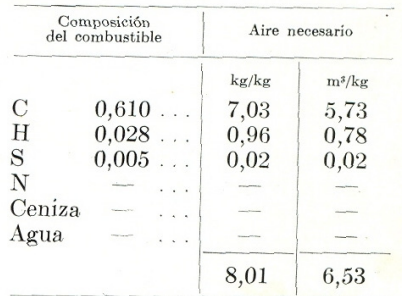 Composición Aire necesario
del combustible
kg/kg m³/kg
C 0,610 ... 7,03 5,73
H 0,028 ... 0,96 0,78
S 0,005 ... 0,02 0,02
N — ... — —
Ceniza — ... — —
Agua — ... — —
8,01 6,53